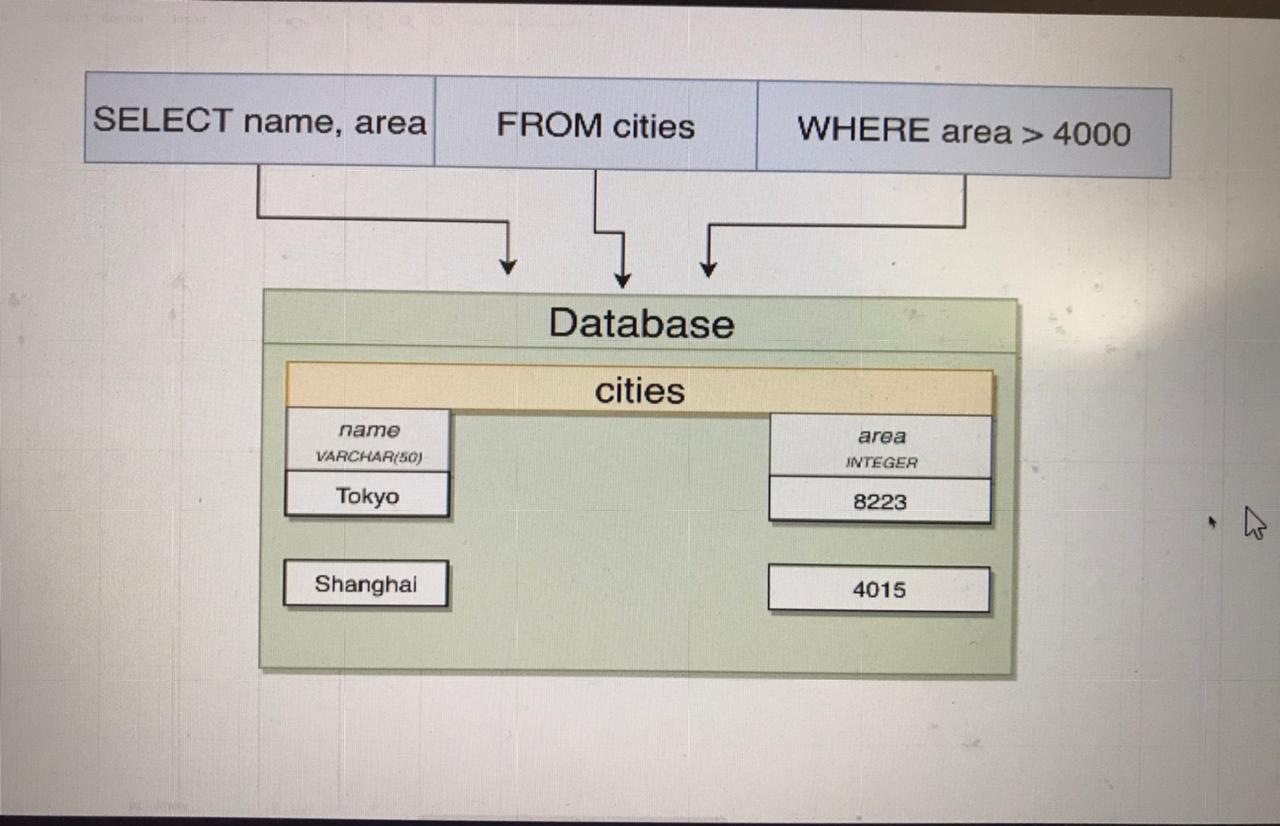 SELECT name, area
FROM cities
WHERE area > 4000
Database
cities
name
VARCHAR(50)
area
INTEGER
Tokyo
8223
Shanghai
4015